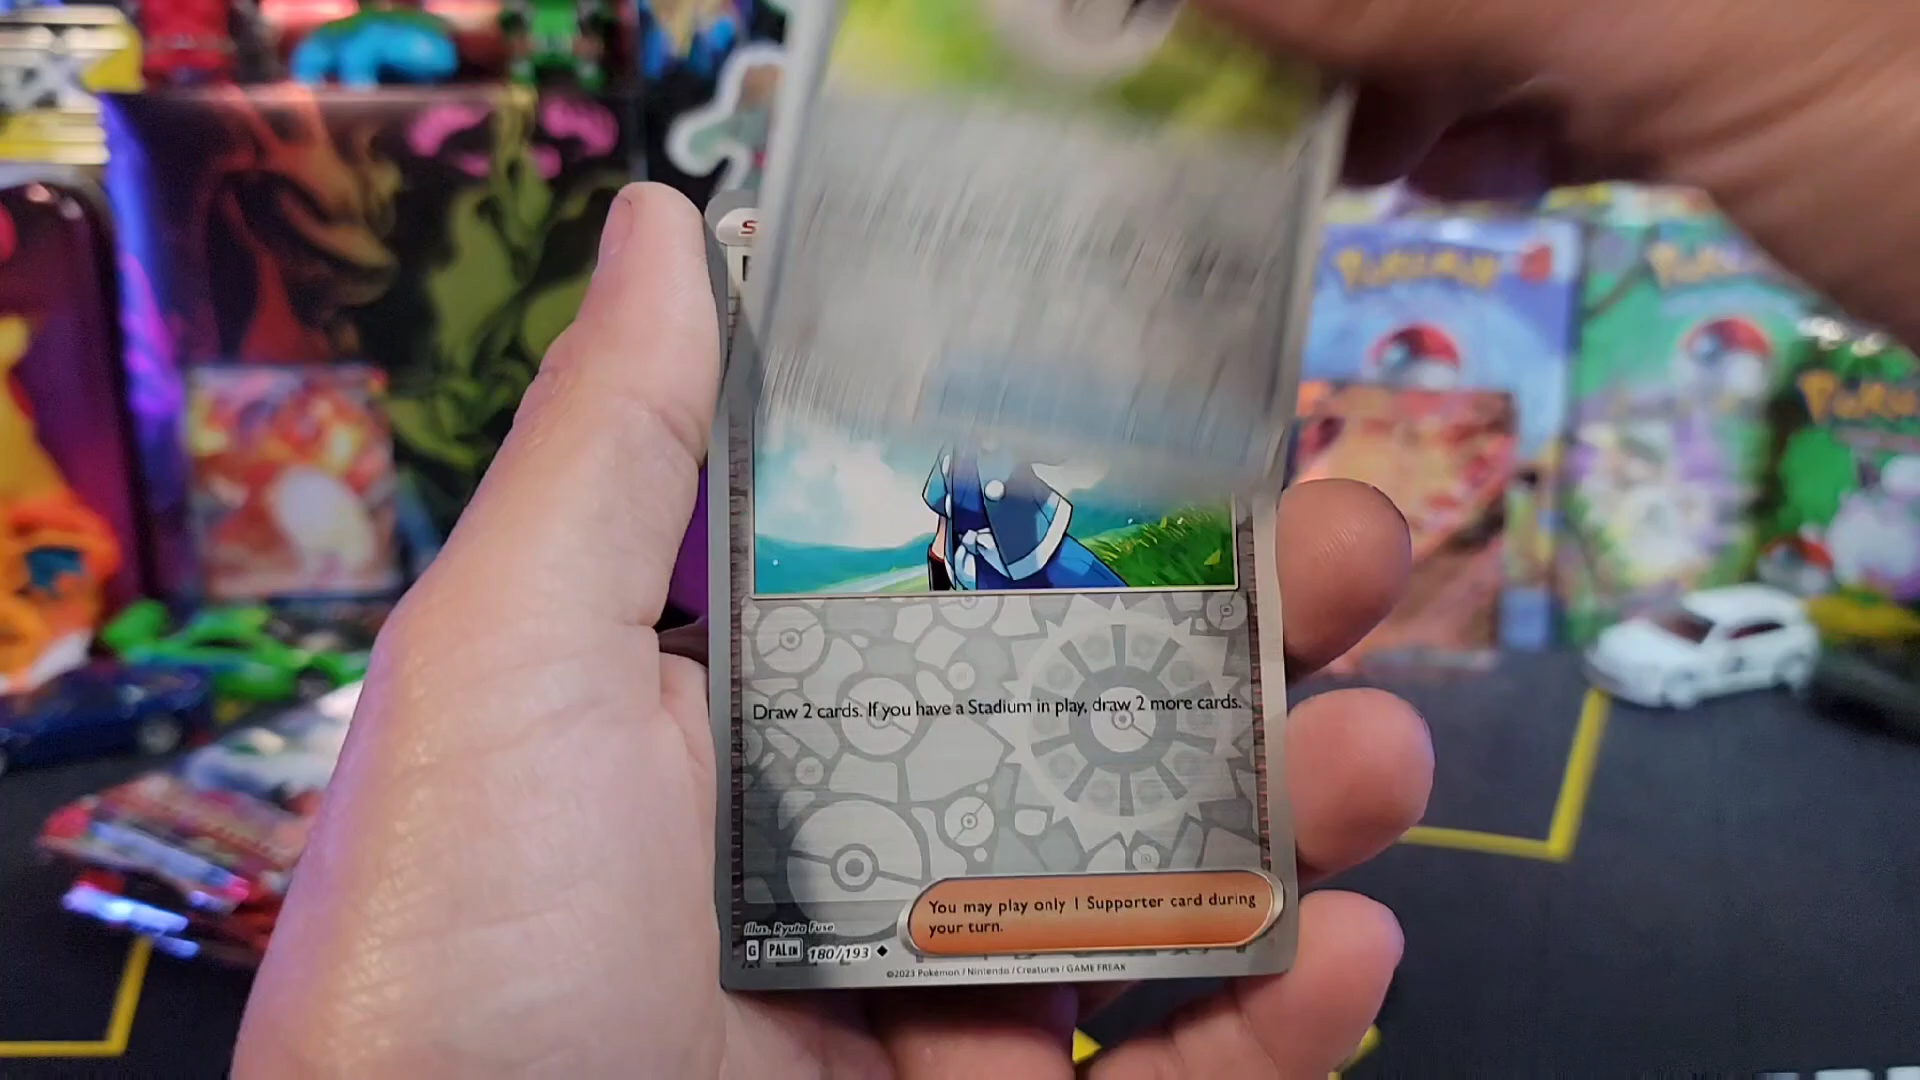 POKÉMON
Draw 2 cards. If you have a Stadium in play, draw 2 more cards.
You may play only 1 Supporter card during
your turn.
Illus. Ryuta Fuse
G PAL EN 180/193
©2023 Pokémon / Nintendo / Creatures / GAME FREAK